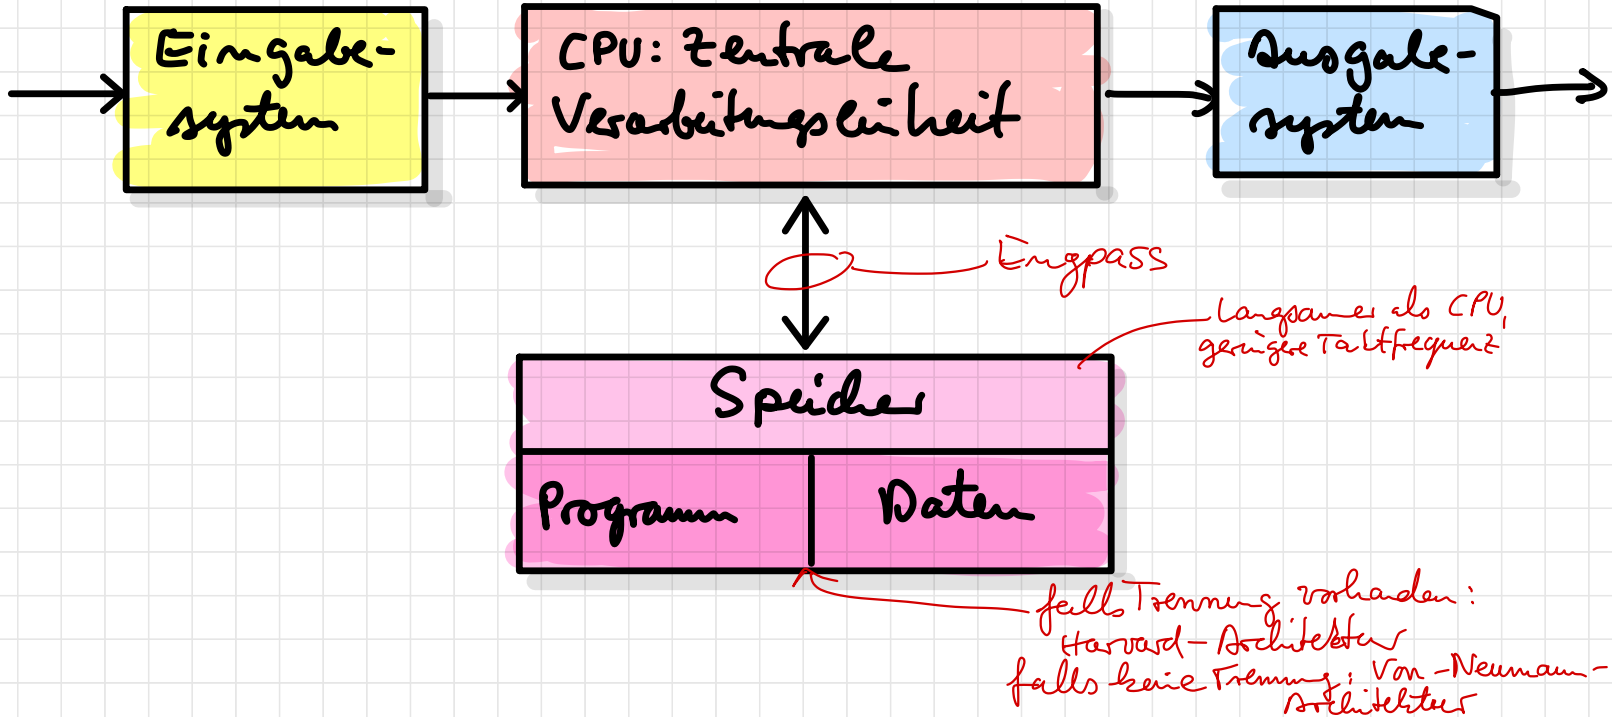 Eingabe-
system
CPU: Zentrale
Verarbeitungseinheit
Ausgabe-
system
Engpass
Langsamer als CPU,
geringere Taktfrequenz
Speicher
Programm
Daten
falls Trennung vorhanden:
Harvard-Architektur
falls keine Trennung: Von-Neumann-
Architektur